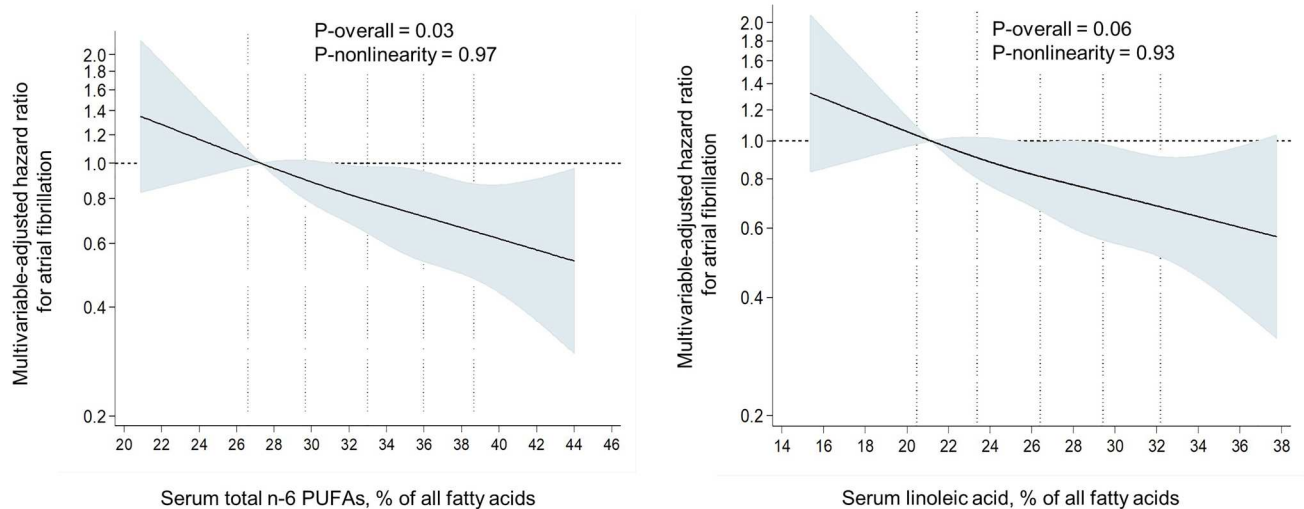 P-overall = 0.03
P-nonlinearity = 0.97
Multivariable-adjusted hazard ratio
for atrial fibrillation
2.0
1.8
1.6
1.4
1.2
1.0
0.8
0.6
0.4
0.2
20 22 24 26 28 30 32 34 36 38 40 42 44 46
Serum total n-6 PUFAs, % of all fatty acids
P-overall = 0.06
P-nonlinearity = 0.93
Multivariable-adjusted hazard ratio
for atrial fibrillation
2.0
1.8
1.6
1.4
1.2
1.0
0.8
0.6
0.4
0.2
14 16 18 20 22 24 26 28 30 32 34 36 38
Serum linoleic acid, % of all fatty acids